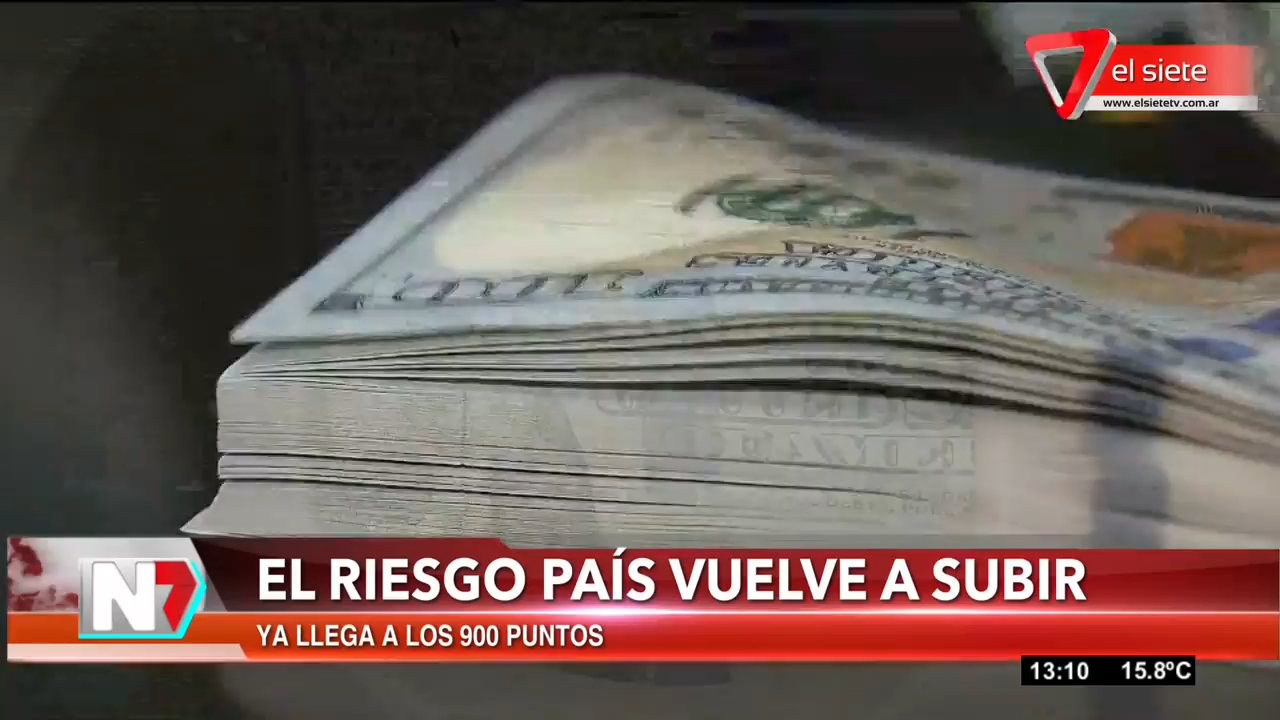 el siete
www.elsietetv.com.ar
N7
EL RIESGO PAÍS VUELVE A SUBIR
YA LLEGA A LOS 900 PUNTOS
13:10 15.8ºC